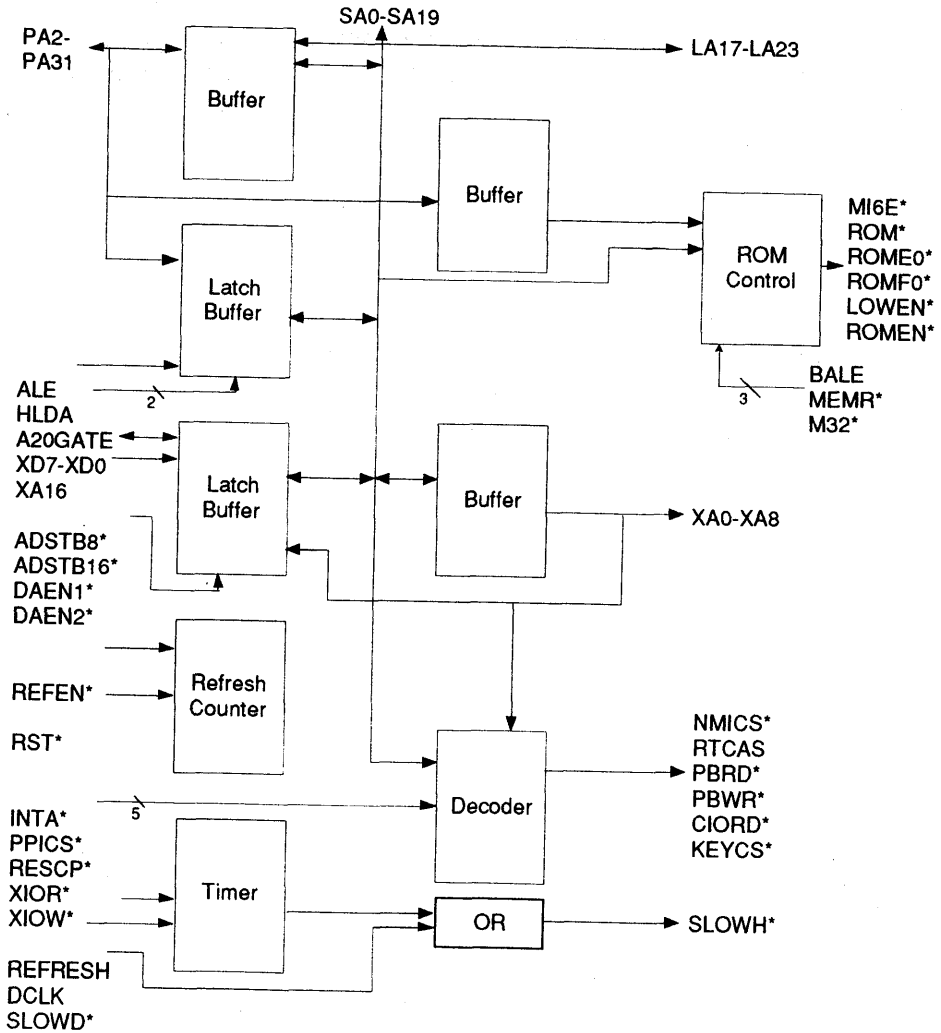 SA0-SA19
PA2-
PA31
LA17-LA23
Buffer
Buffer
MI6E*
ROM*
ROME0*
ROMF0*
LOWEN*
ROMEN*
ROM
Control
Latch
Buffer
BALE
MEMR*
M32*
3
ALE
2
HLDA
A20GATE
XD7-XD0
XA16
Latch
Buffer
Buffer
XA0-XA8
ADSTB8*
ADSTB16*
DAEN1*
DAEN2*
Refresh
Counter
REFEN*
RST*
NMICS*
RTCAS
PBRD*
PBWR*
CIORD*
KEYCS*
Decoder
5
INTA*
PPICS*
RESCP*
XIOR*
XIOW*
Timer
OR
SLOWH*
REFRESH
DCLK
SLOWD*